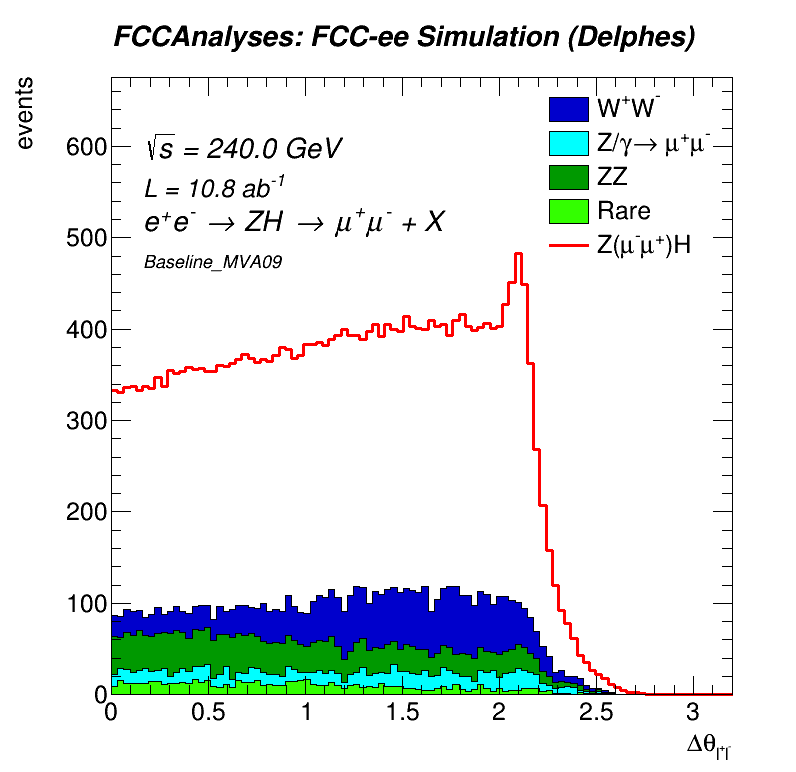 FCCAnalyses: FCC-ee Simulation (Delphes)
events
√s = 240.0 GeV
L = 10.8 ab⁻¹
e⁺e⁻ → ZH → μ⁺μ⁻ + X
Baseline_MVA09
W⁺W⁻
Z/γ→ μ⁺μ⁻
ZZ
Rare
Z(μ⁻μ⁺)H
600
500
400
300
200
100
0
0 0.5 1 1.5 2 2.5 3
Δθ_l⁺l⁻